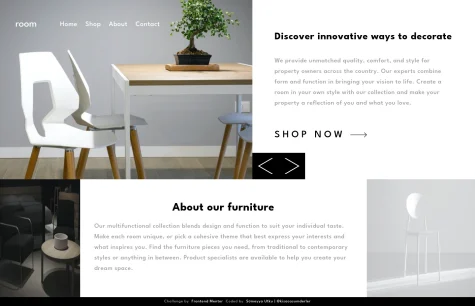 room
Home Shop About Contact
Discover innovative ways to decorate
We provide unmatched quality, comfort, and style for
property owners across the country. Our experts combine
form and function in bringing your vision to life. Create a
room in your own style with our collection and make your
property a reflection of you and what you love.
SHOP NOW
About our furniture
Our multifunctional collection blends design and function to suit your individual taste.
Make each room unique, or pick a cohesive theme that best express your interests and
what inspires you. Find the furniture pieces you need, from traditional to contemporary
styles or anything in between. Product specialists are available to help you create your
dream space.
Challenge by Frontend Mentor Coded by